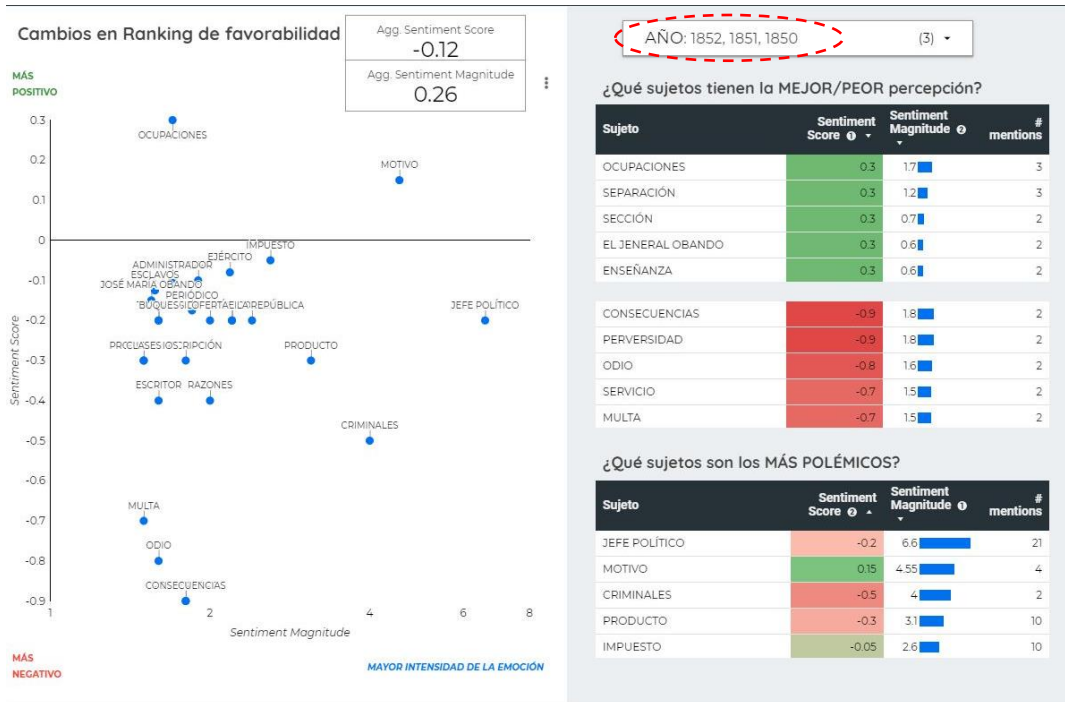 Cambios en Ranking de favorabilidad
Agg. Sentiment Score
-0.12
Agg. Sentiment Magnitude
0.26
MÁS
POSITIVO
0.3
0.2
0.1
0
-0.1
-0.2
-0.3
-0.4
-0.5
-0.6
-0.7
-0.8
-0.9
Sentiment Score
OCUPACIONES
MOTIVO
IMPUESTO
EJÉRCITO
ADMINISTRADOR
ESCLAVOS
JOSÉ MARÍA OBANDO
PERIÓDICO
REPÚBLICA
JEFE POLÍTICO
PRODUCTO
ESCRITOR
RAZONES
CRIMINALES
MULTA
ODIO
CONSECUENCIAS
1
2
4
6
8
Sentiment Magnitude
MÁS
NEGATIVO
MAYOR INTENSIDAD DE LA EMOCIÓN
AÑO: 1852, 1851, 1850 (3)
¿Qué sujetos tienen la MEJOR/PEOR percepción?
Sujeto Sentiment Score 1 Sentiment Magnitude 2 # mentions
OCUPACIONES 0.3 1.7 3
SEPARACIÓN 0.3 1.2 3
SECCIÓN 0.3 0.7 2
EL JENERAL OBANDO 0.3 0.6 2
ENSEÑANZA 0.3 0.6 2
CONSECUENCIAS -0.9 1.8 2
PERVERSIDAD -0.9 1.8 2
ODIO -0.8 1.6 2
SERVICIO -0.7 1.5 2
MULTA -0.7 1.5 2
¿Qué sujetos son los MÁS POLÉMICOS?
Sujeto Sentiment Score 2 Sentiment Magnitude 1 # mentions
JEFE POLÍTICO -0.2 6.6 21
MOTIVO 0.15 4.55 4
CRIMINALES -0.5 4 2
PRODUCTO -0.3 3.1 10
IMPUESTO -0.05 2.6 10